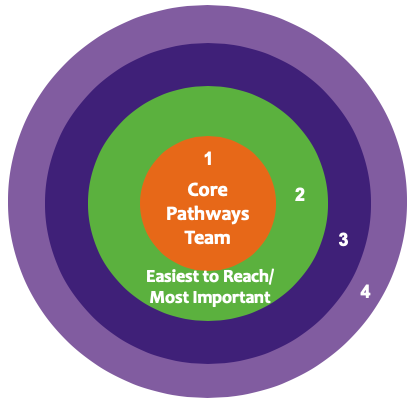 1
Core
Pathways
Team
2
3
Easiest to Reach/
Most Important
4